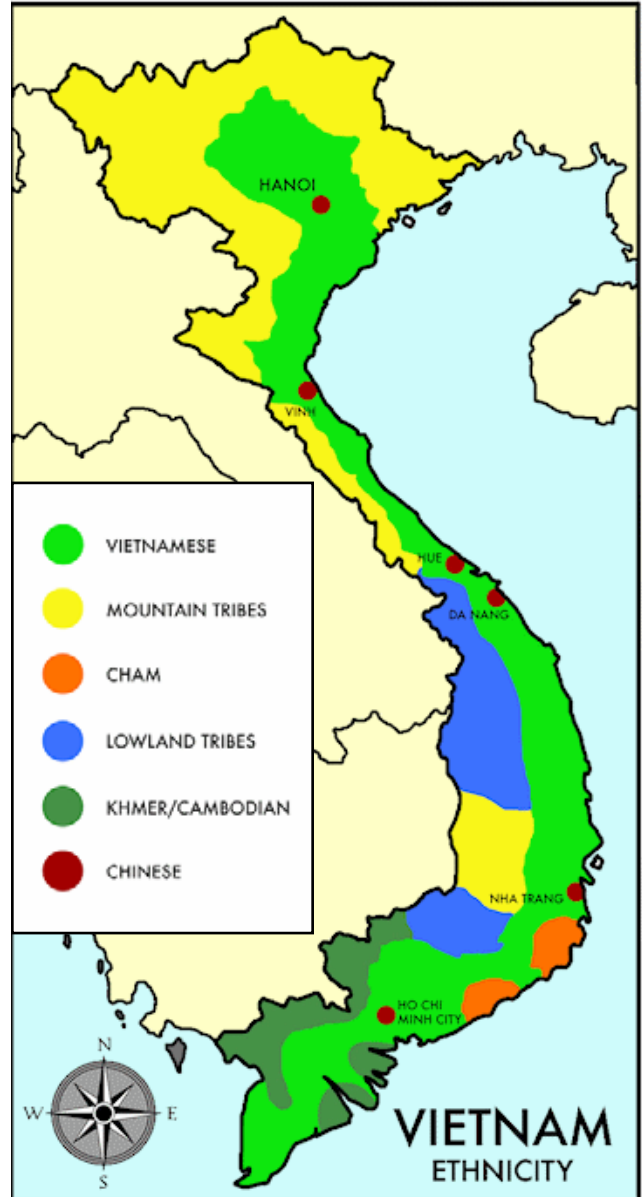 HANOI
VINH
VIETNAMESE
MOUNTAIN TRIBES
CHAM
LOWLAND TRIBES
KHMER/CAMBODIAN
CHINESE
HUE
DA NANG
NHA TRANG
HO CHI
MINH CITY
N
W
E
S
VIETNAM
ETHNICITY